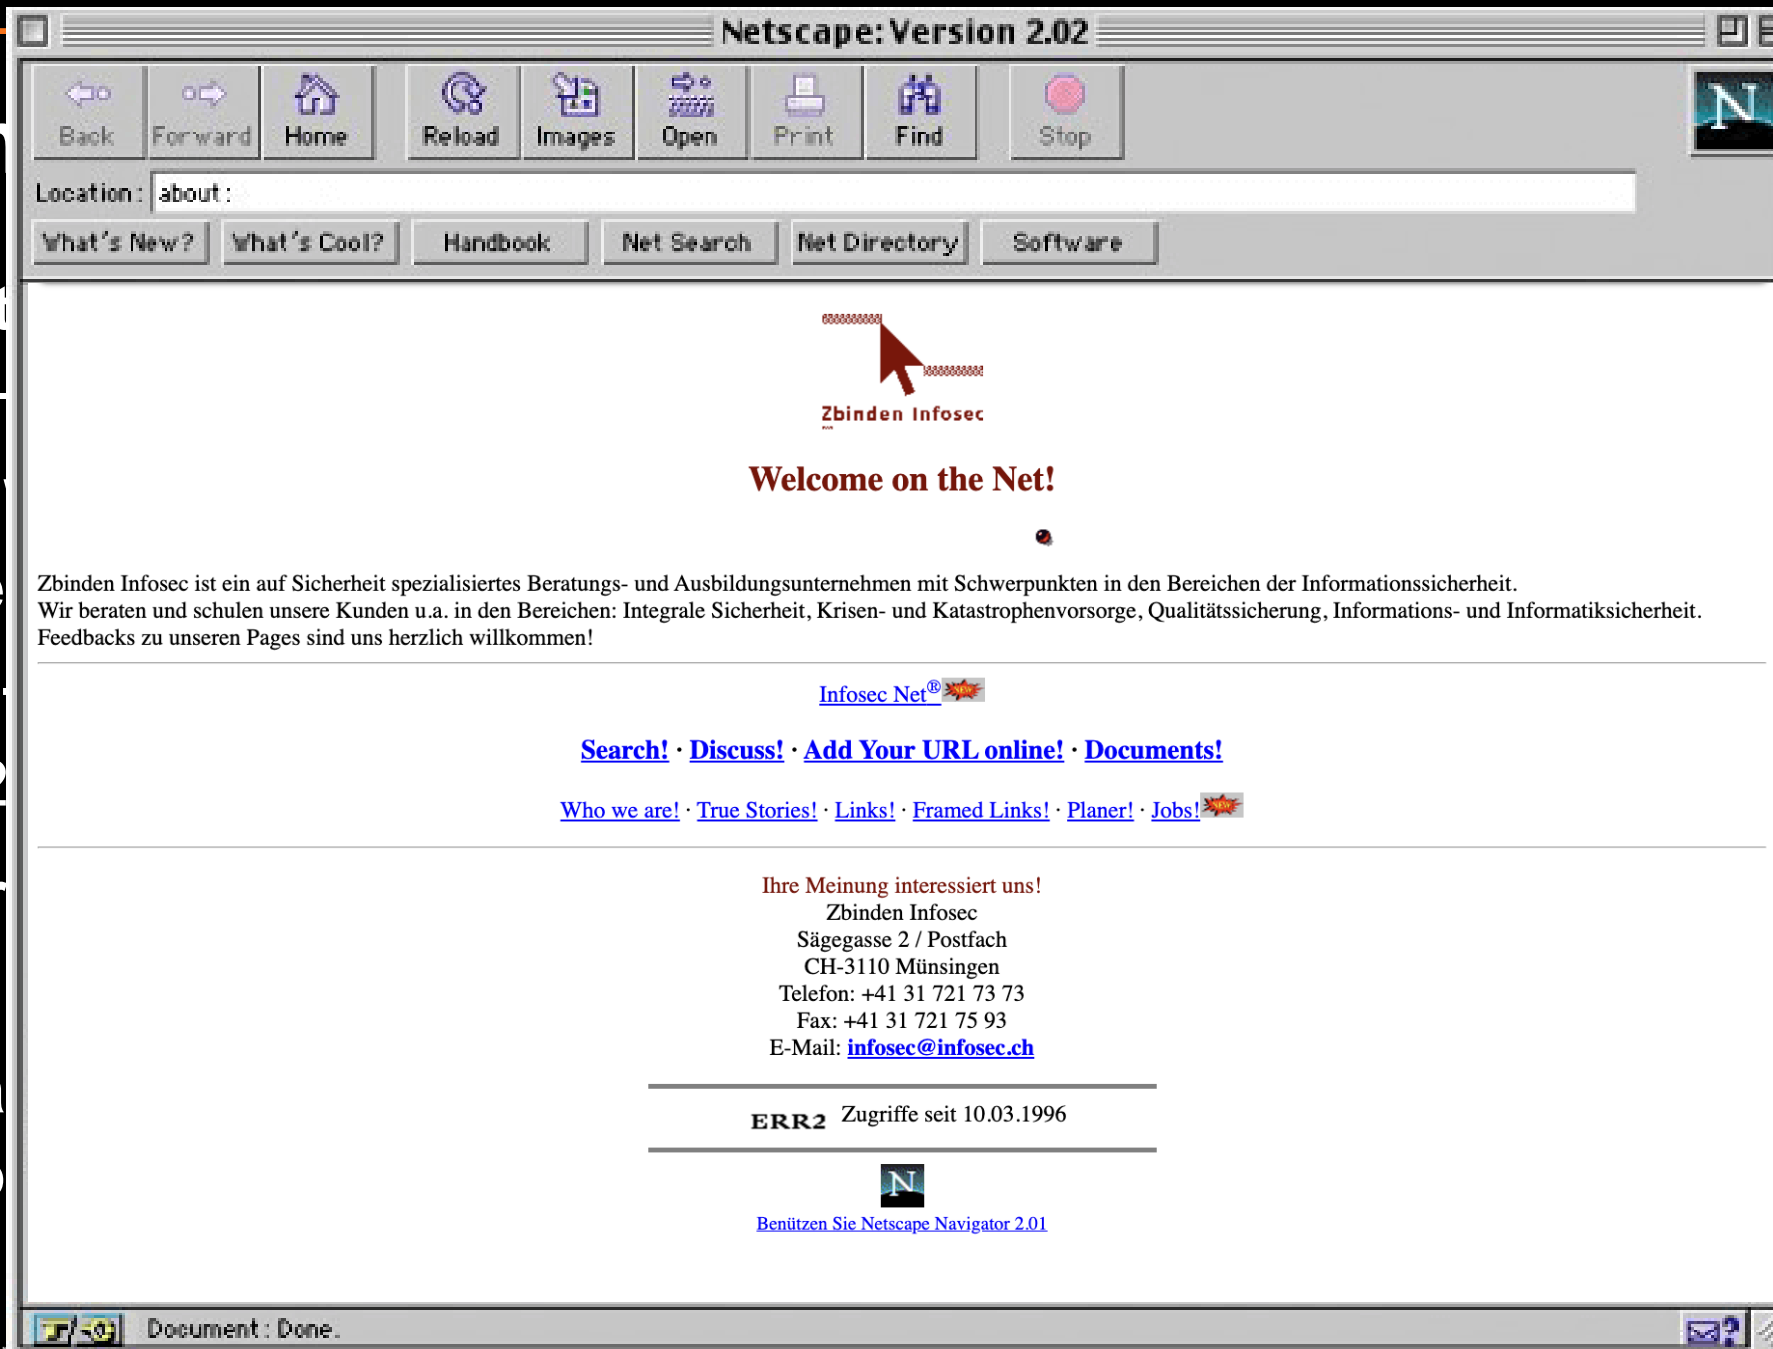 Netscape: Version 2.02
Back Forward Home Reload Images Open Print Find Stop
N
Location: about:
What's New? What's Cool? Handbook Net Search Net Directory Software
Zbinden Infosec
Welcome on the Net!
Zbinden Infosec ist ein auf Sicherheit spezialisiertes Beratungs- und Ausbildungsunternehmen mit Schwerpunkten in den Bereichen der Informationssicherheit.
Wir beraten und schulen unsere Kunden u.a. in den Bereichen: Integrale Sicherheit, Krisen- und Katastrophenvorsorge, Qualitätssicherung, Informations- und Informatiksicherheit.
Feedbacks zu unseren Pages sind uns herzlich willkommen!
Infosec Net® NEW
Search! · Discuss! · Add Your URL online! · Documents!
Who we are! · True Stories! · Links! · Framed Links! · Planer! · Jobs! NEW
Ihre Meinung interessiert uns!
Zbinden Infosec
Sägegasse 2 / Postfach
CH-3110 Münsingen
Telefon: +41 31 721 73 73
Fax: +41 31 721 75 93
E-Mail: infosec@infosec.ch
ERR2 Zugriffe seit 10.03.1996
N
Benützen Sie Netscape Navigator 2.01
Document: Done.
?